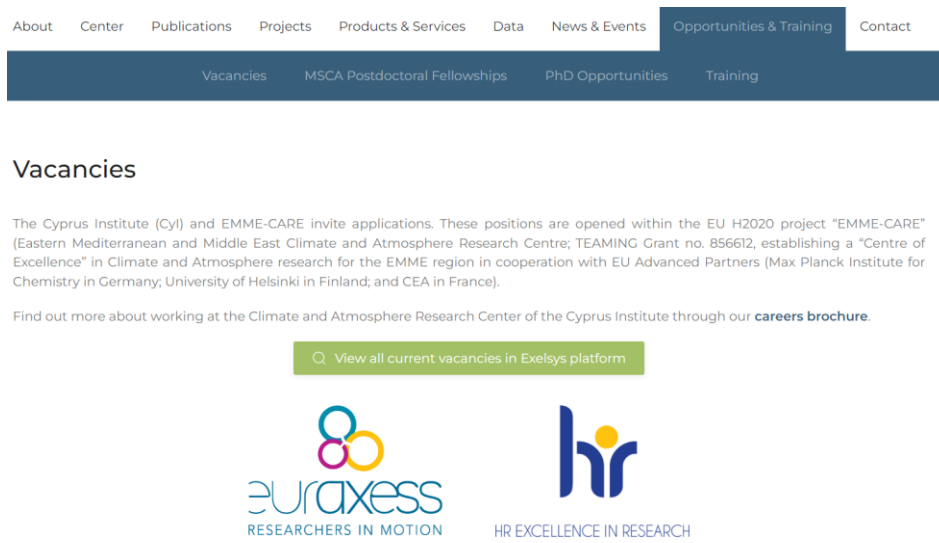 About Center Publications Projects Products & Services Data News & Events Opportunities & Training Contact
Vacancies MSCA Postdoctoral Fellowships PhD Opportunities Training
Vacancies
The Cyprus Institute (CyI) and EMME-CARE invite applications. These positions are opened within the EU H2020 project “EMME-CARE”
(Eastern Mediterranean and Middle East Climate and Atmosphere Research Centre; TEAMING Grant no. 856612, establishing a “Centre of
Excellence” in Climate and Atmosphere research for the EMME region in cooperation with EU Advanced Partners (Max Planck Institute for
Chemistry in Germany; University of Helsinki in Finland; and CEA in France).
Find out more about working at the Climate and Atmosphere Research Center of the Cyprus Institute through our careers brochure.
View all current vacancies in Exelsys platform
euraxess
RESEARCHERS IN MOTION
hr
HR EXCELLENCE IN RESEARCH